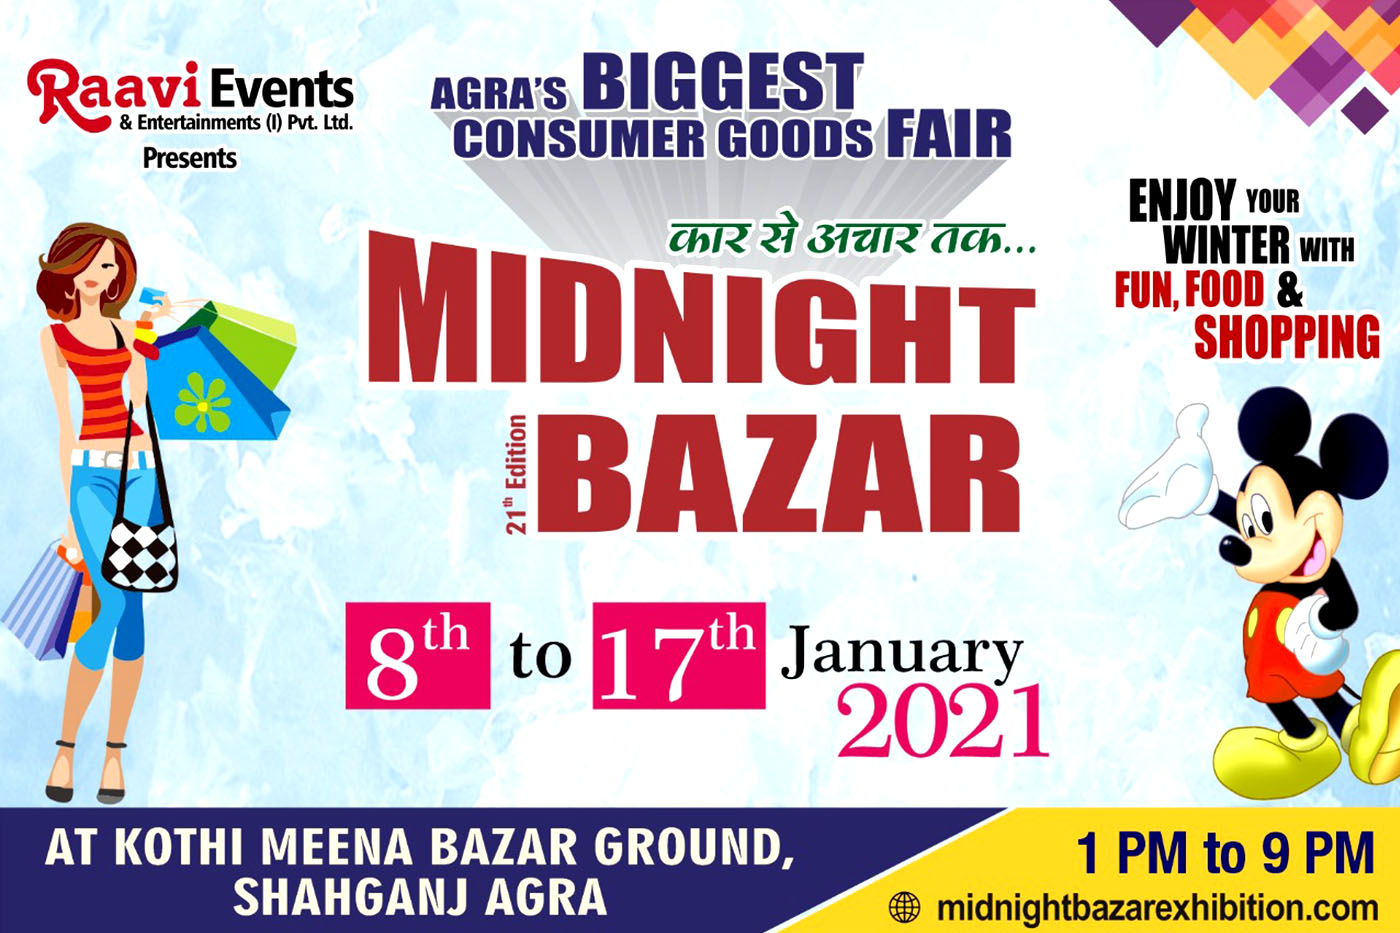 Raavi Events
& Entertainments (I) Pvt. Ltd.
Presents
AGRA'S BIGGEST
CONSUMER GOODS FAIR
कार से अचार तक...
MIDNIGHT
21th Edition
BAZAR
ENJOY YOUR
WINTER WITH
FUN, FOOD &
SHOPPING
8th to 17th January
2021
AT KOTHI MEENA BAZAR GROUND,
SHAHGANJ AGRA
1 PM to 9 PM
midnightbazarexhibition.com